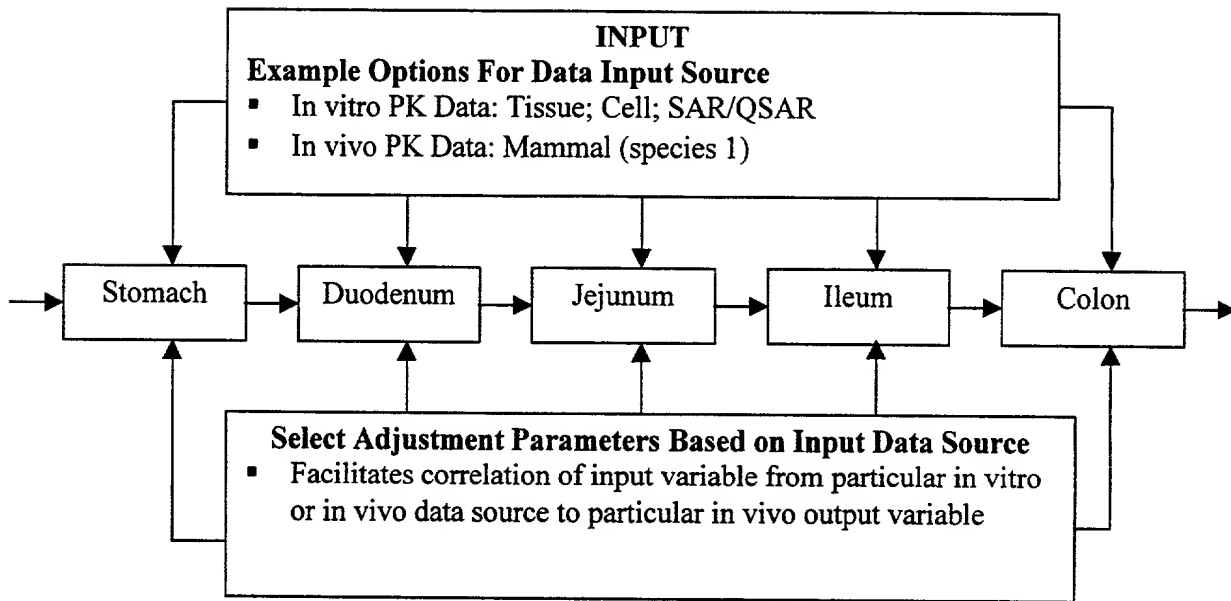 INPUT
Example Options For Data Input Source
▪ In vitro PK Data: Tissue; Cell; SAR/QSAR
▪ In vivo PK Data: Mammal (species 1)
Stomach
Duodenum
Jejunum
Ileum
Colon
Select Adjustment Parameters Based on Input Data Source
▪ Facilitates correlation of input variable from particular in vitro
or in vivo data source to particular in vivo output variable